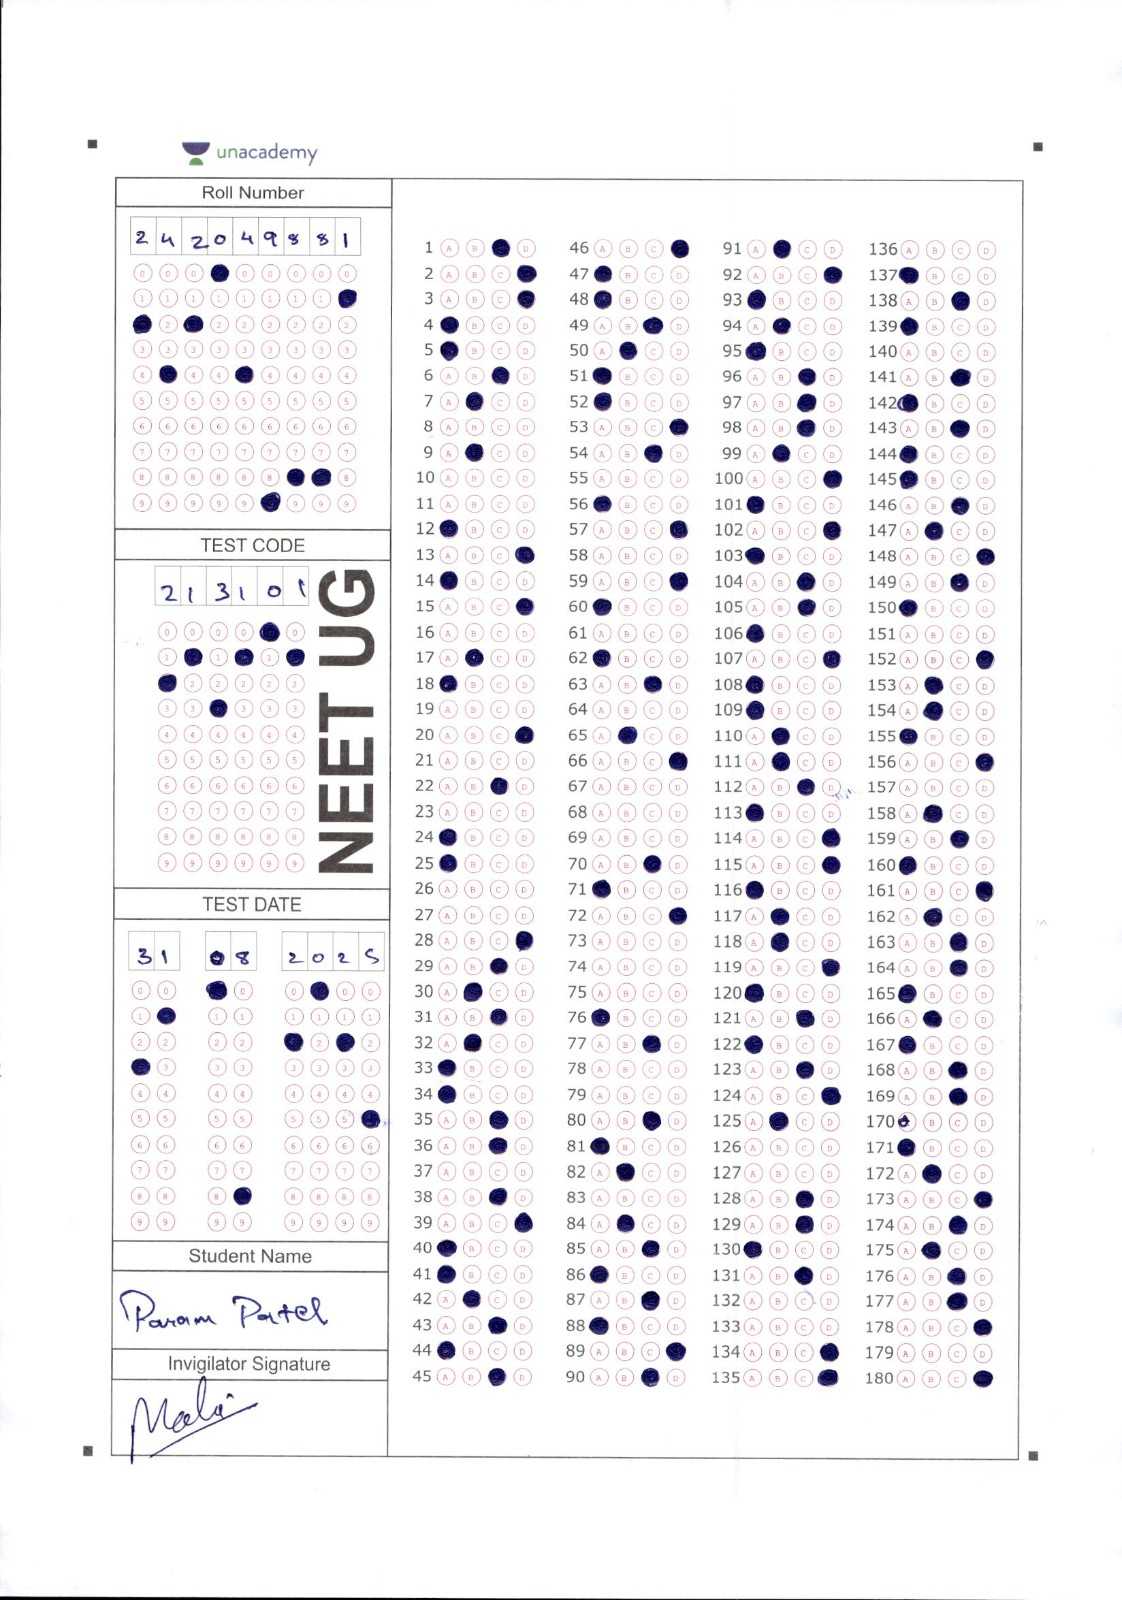 unacademy
Roll Number
2 4 2 0 4 9 8 8 1
TEST CODE
2 1 3 1 0 1
NEET UG
TEST DATE
3 1 0 8 2 0 2 5
Student Name
Param Patel
Invigilator Signature
1 A B D
2 A B C
3 A B C
4 B C D
5 B C D
6 A B D
7 A C D
8 A B C D
9 A C D
10 A B C D
11 A B C D
12 B C D
13 A B C
14 B C D
15 A B C
16 A B C D
17 A C D
18 B C D
19 A B C D
20 A B C
21 A B C D
22 A B D
23 A B C D
24 B C D
25 B C D
26 A B C D
27 A B C D
28 A B C
29 A B D
30 A C D
31 A B D
32 A C D
33 B C D
34 B C D
35 A B D
36 A B D
37 A B C D
38 A B D
39 A B C
40 B C D
41 B C D
42 A C D
43 A B D
44 B C D
45 A B D
46 A B C
47 B C D
48 B C D
49 A B D
50 A C D
51 B C D
52 B C D
53 A B C
54 A B D
55 A B C D
56 B C D
57 A B C
58 A B C D
59 A B C
60 B C D
61 A B C D
62 B C D
63 A B D
64 A B C D
65 A C D
66 A B C
67 A B C D
68 A B C D
69 A B C D
70 A B D
71 B C D
72 A B C
73 A B C D
74 A B C D
75 A B C D
76 B C D
77 A B D
78 A B C D
79 A B C D
80 A B D
81 B C D
82 A C D
83 A B C D
84 A C D
85 A B D
86 B C D
87 A B D
88 B C D
89 A B C
90 A B D
91 A C D
92 A B C
93 B C D
94 A C D
95 B C D
96 A B D
97 A B D
98 A B D
99 A C D
100 A B C
101 B C D
102 A B C
103 B C D
104 A B D
105 A B D
106 B C D
107 A B C
108 B C D
109 B C D
110 A C D
111 A C D
112 A B D
113 B C D
114 A B C
115 A B C
116 B C D
117 A C D
118 A C D
119 A B C
120 B C D
121 A B D
122 B C D
123 A B D
124 A B C
125 A C D
126 A B C D
127 A B C D
128 A B D
129 A B D
130 B C D
131 A B D
132 A B C D
133 A B C D
134 A B C
135 A B C
136 A B C D
137 B C D
138 A B D
139 B C D
140 A B C D
141 A B D
142 B C D
143 A B D
144 B C D
145 B C D
146 A B D
147 A C D
148 A B C
149 A B D
150 B C D
151 A B C D
152 A B C
153 A C D
154 A C D
155 B C D
156 A B C
157 A B C D
158 A C D
159 A B D
160 B C D
161 A B C
162 A C D
163 A B D
164 A B D
165 B C D
166 A C D
167 B C D
168 A B D
169 A B D
170 B C D
171 B C D
172 A C D
173 A B C
174 A B D
175 A C D
176 A B D
177 A B D
178 A B C
179 A B C D
180 A B C